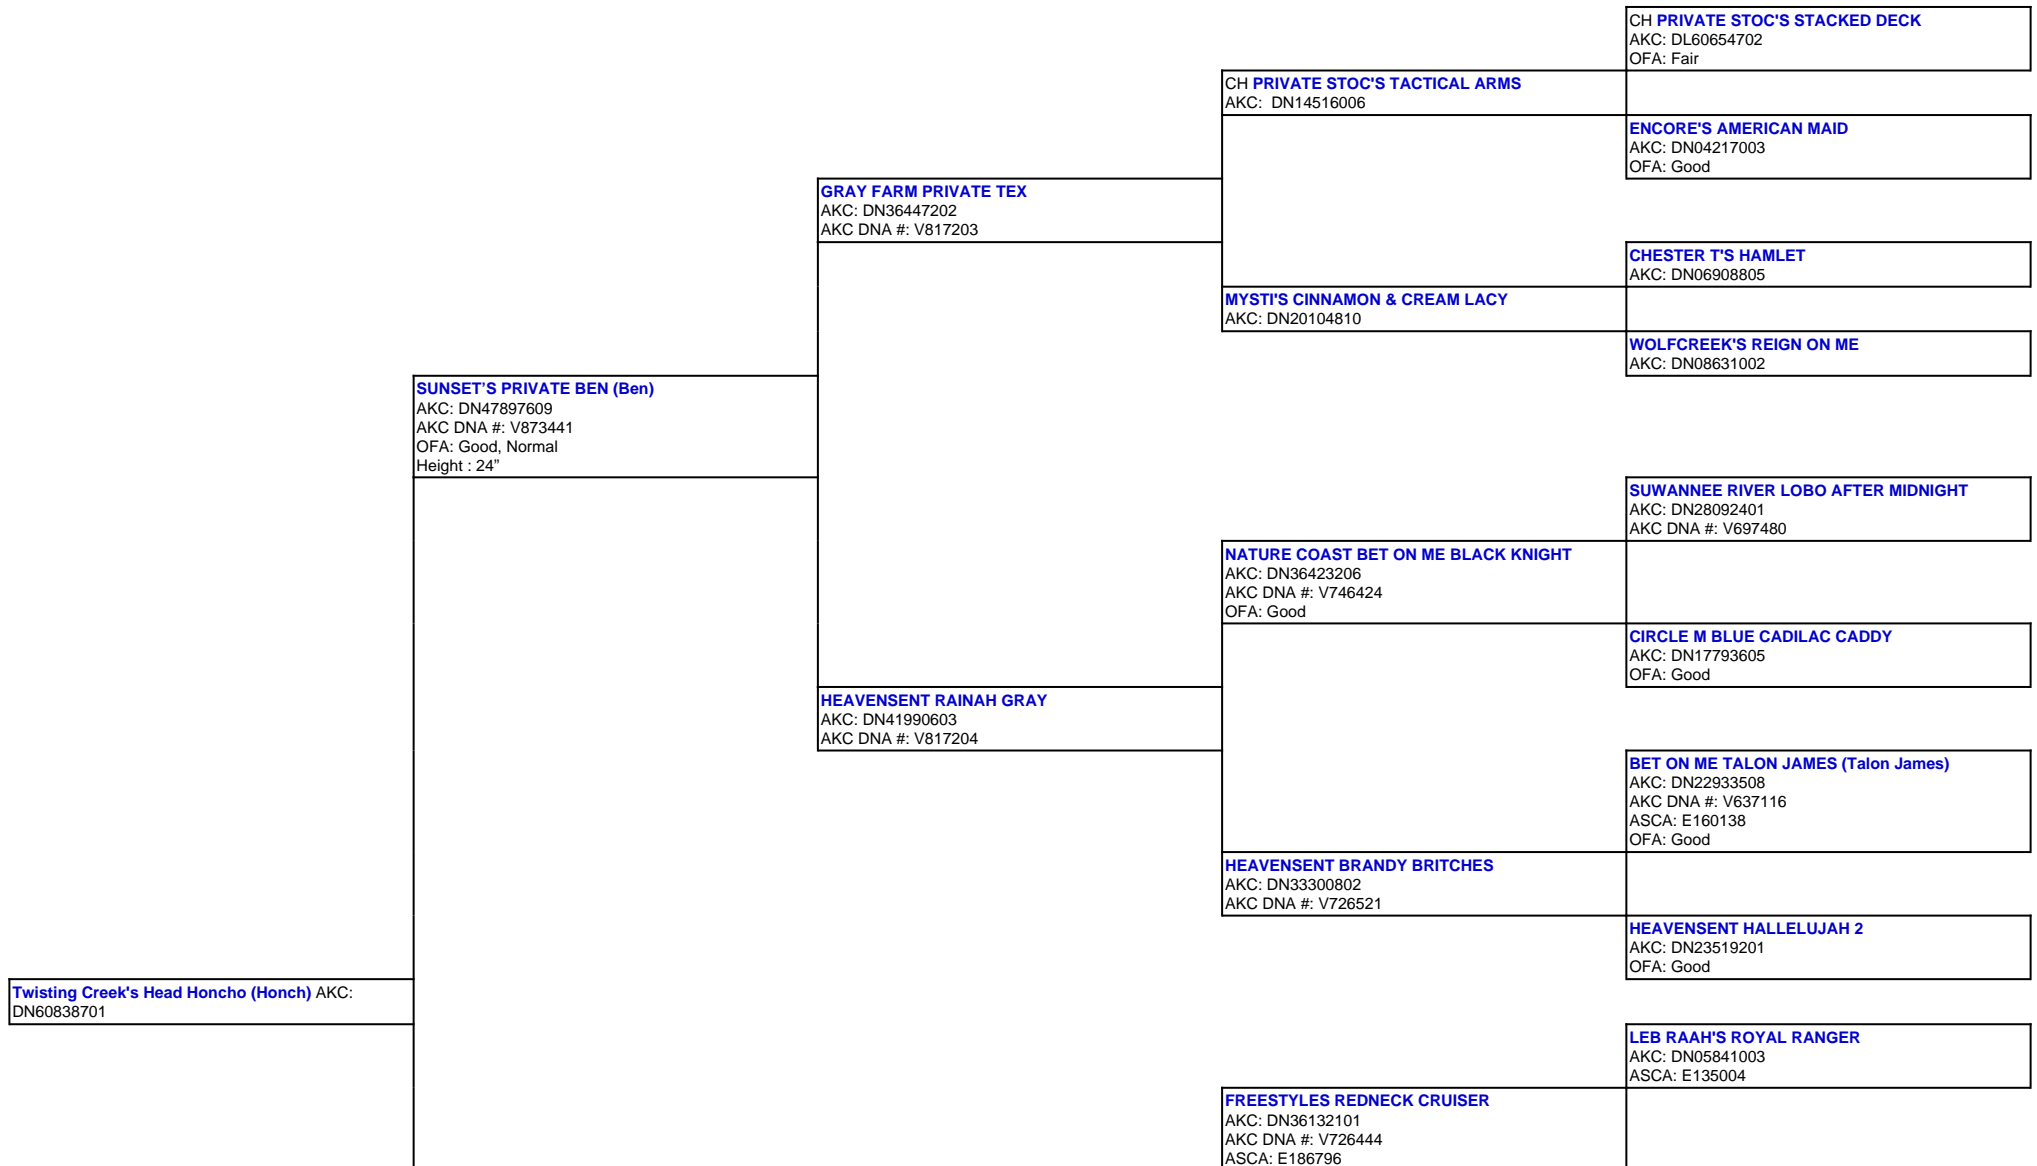 CH PRIVATE STOC'S STACKED DECK
AKC: DL60654702
OFA: Fair
CH PRIVATE STOC'S TACTICAL ARMS
AKC:  DN14516006
ENCORE'S AMERICAN MAID
AKC: DN04217003
OFA: Good
GRAY FARM PRIVATE TEX
AKC: DN36447202
AKC DNA #: V817203
CHESTER T'S HAMLET
AKC: DN06908805
MYSTI'S CINNAMON & CREAM LACY
AKC: DN20104810
WOLFCREEK'S REIGN ON ME
AKC: DN08631002
SUNSET’S PRIVATE BEN (Ben)
AKC: DN47897609
AKC DNA #: V873441
OFA: Good, Normal
Height : 24”
SUWANNEE RIVER LOBO AFTER MIDNIGHT
AKC: DN28092401
AKC DNA #: V697480
NATURE COAST BET ON ME BLACK KNIGHT
AKC: DN36423206
AKC DNA #: V746424
OFA: Good
CIRCLE M BLUE CADILAC CADDY
AKC: DN17793605
OFA: Good
HEAVENSENT RAINAH GRAY
AKC: DN41990603
AKC DNA #: V817204
BET ON ME TALON JAMES (Talon James)
AKC: DN22933508
AKC DNA #: V637116
ASCA: E160138
OFA: Good
HEAVENSENT BRANDY BRITCHES
AKC: DN33300802
AKC DNA #: V726521
HEAVENSENT HALLELUJAH 2
AKC: DN23519201
OFA: Good
Twisting Creek's Head Honcho (Honch) AKC:
DN60838701
LEB RAAH'S ROYAL RANGER
AKC: DN05841003
ASCA: E135004
FREESTYLES REDNECK CRUISER
AKC: DN36132101
AKC DNA #: V726444
ASCA: E186796